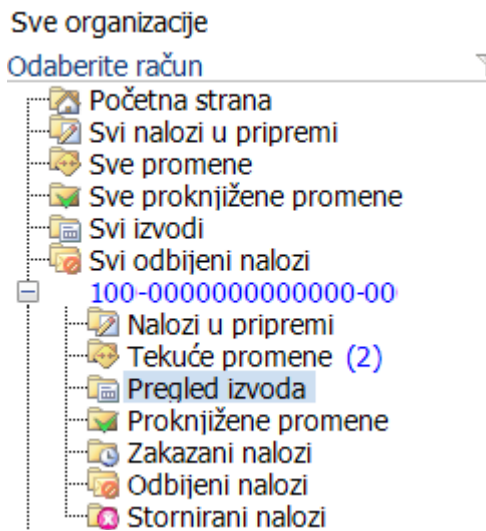 Sve organizacije
Odaberite račun
Početna strana
Svi nalozi u pripremi
Sve promene
Sve proknjižene promene
Svi izvodi
Svi odbijeni nalozi
100-0000000000000-00
Nalozi u pripremi
Tekuće promene (2)
Pregled izvoda
Proknjižene promene
Zakazani nalozi
Odbijeni nalozi
Stornirani nalozi